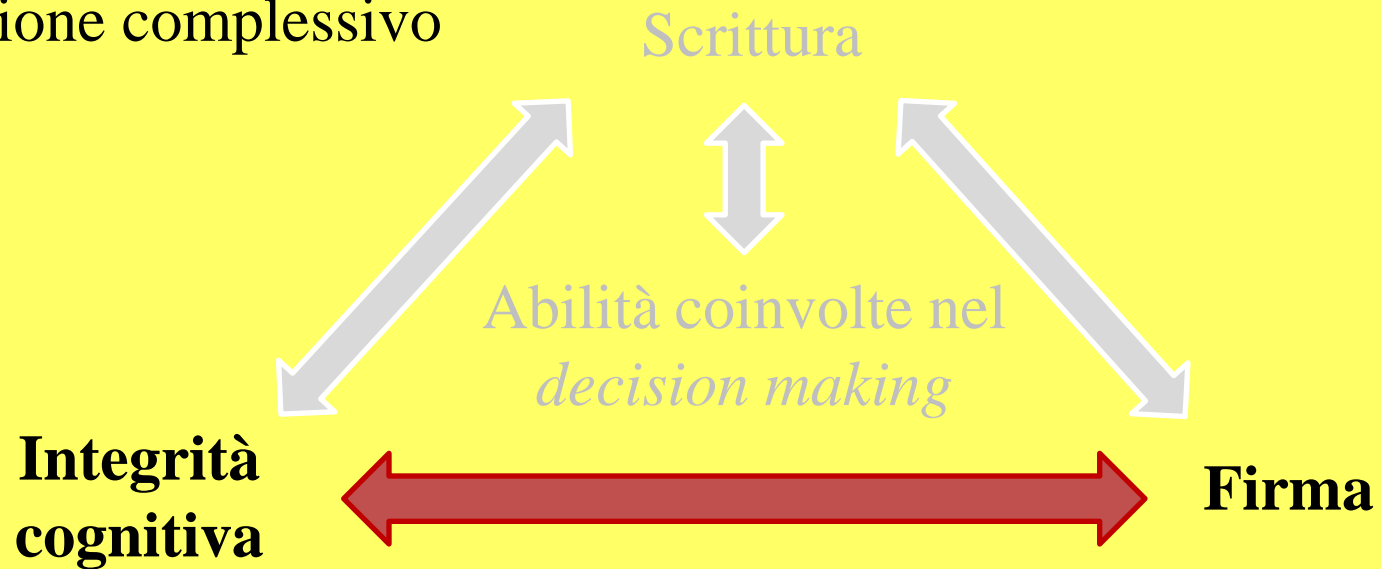 ione complessivo
Scrittura
Abilità coinvolte nel
decision making
Integrità
cognitiva
Firma